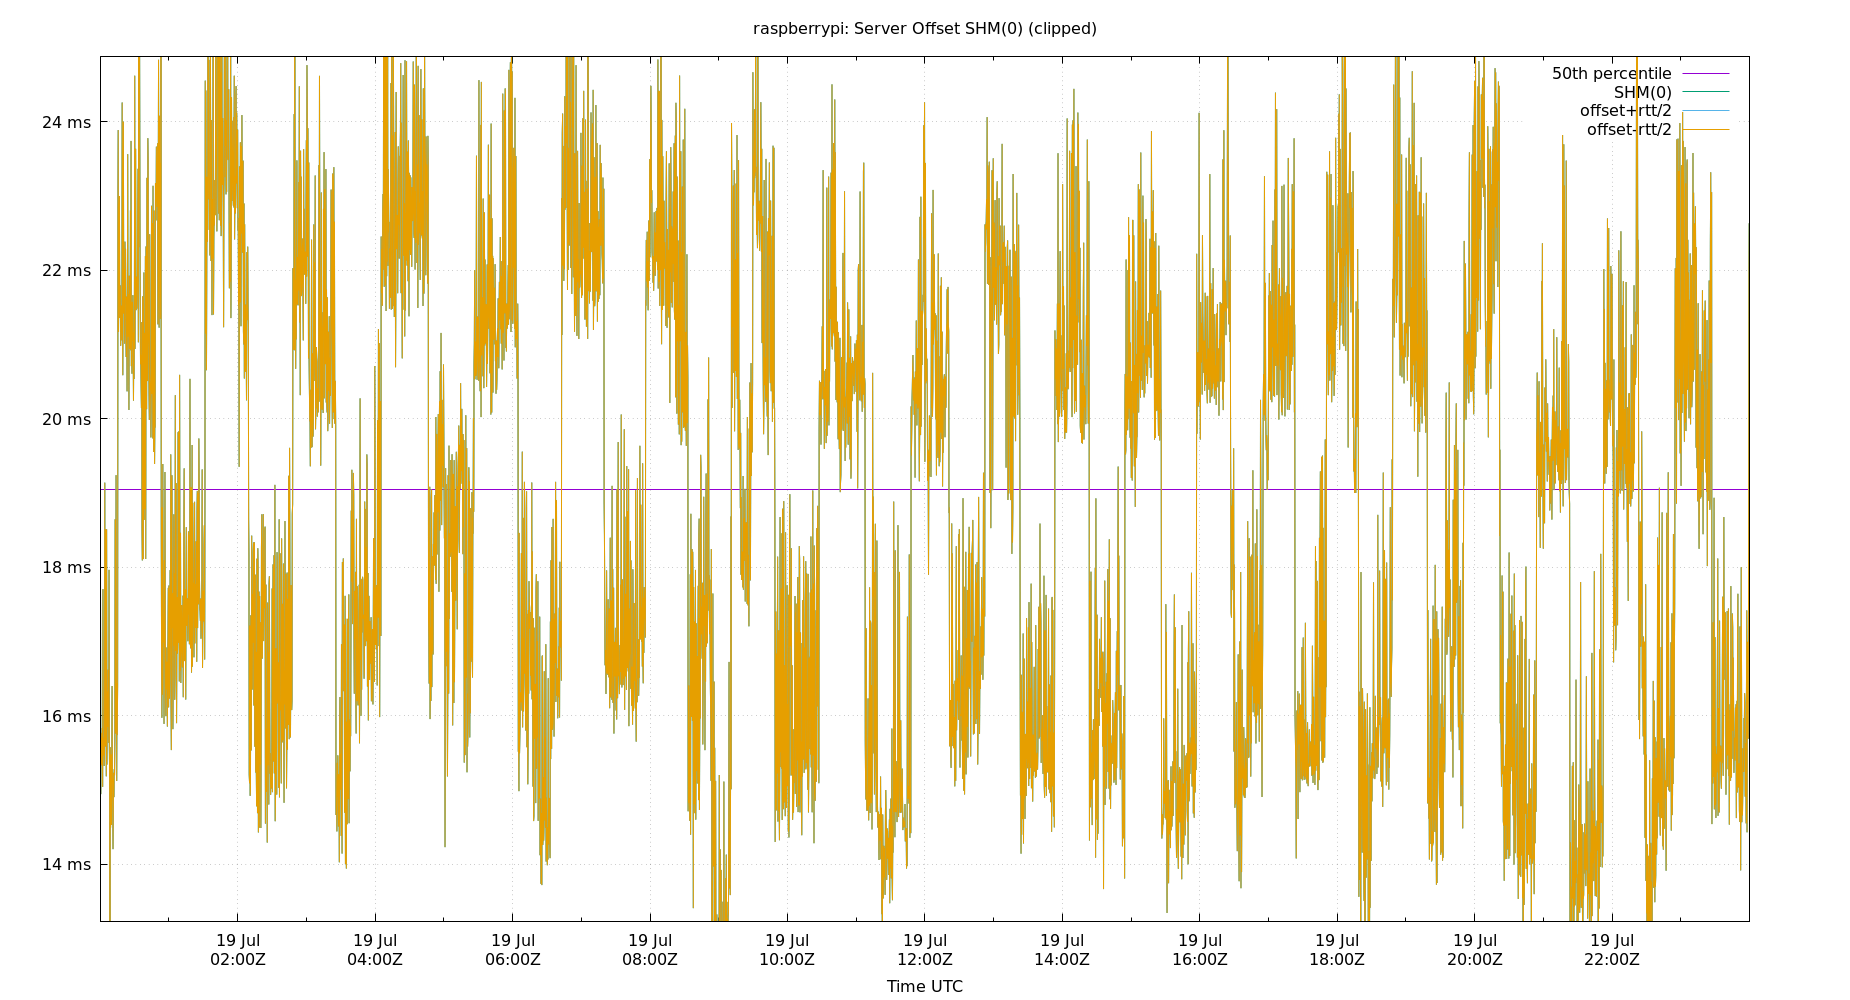 raspberrypi: Server Offset SHM(0) (clipped)
50th percentile
SHM(0)
offset+rtt/2
offset-rtt/2
24 ms
22 ms
20 ms
18 ms
16 ms
14 ms
19 Jul 19 Jul 19 Jul 19 Jul 19 Jul 19 Jul 19 Jul 19 Jul 19 Jul 19 Jul 19 Jul
02:00Z 04:00Z 06:00Z 08:00Z 10:00Z 12:00Z 14:00Z 16:00Z 18:00Z 20:00Z 22:00Z
Time UTC